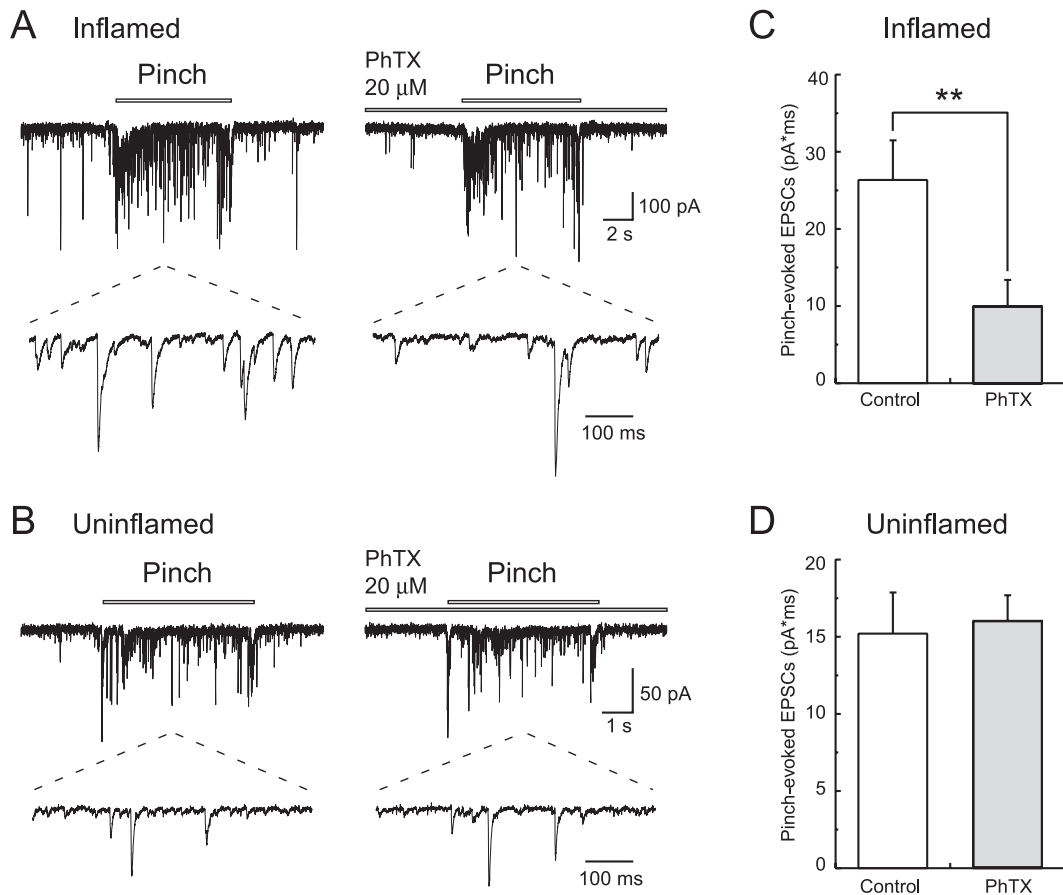 A Inflamed
Pinch
PhTX
20 µM
Pinch
100 pA
2 s
100 ms
B Uninflamed
Pinch
PhTX
20 µM
Pinch
50 pA
1 s
100 ms
C Inflamed
Pinch-evoked EPSCs (pA*ms)
40
30
20
10
0
**
Control PhTX
D Uninflamed
Pinch-evoked EPSCs (pA*ms)
20
15
10
5
0
Control PhTX